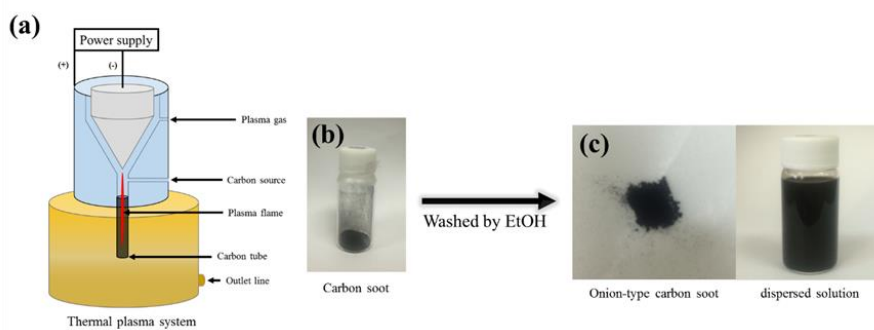 (a)
Power supply
(+)
(-)
Plasma gas
Carbon source
Plasma flame
Carbon tube
Outlet line
Thermal plasma system
(b)
Carbon soot
Washed by EtOH
(c)
Onion-type carbon soot
dispersed solution